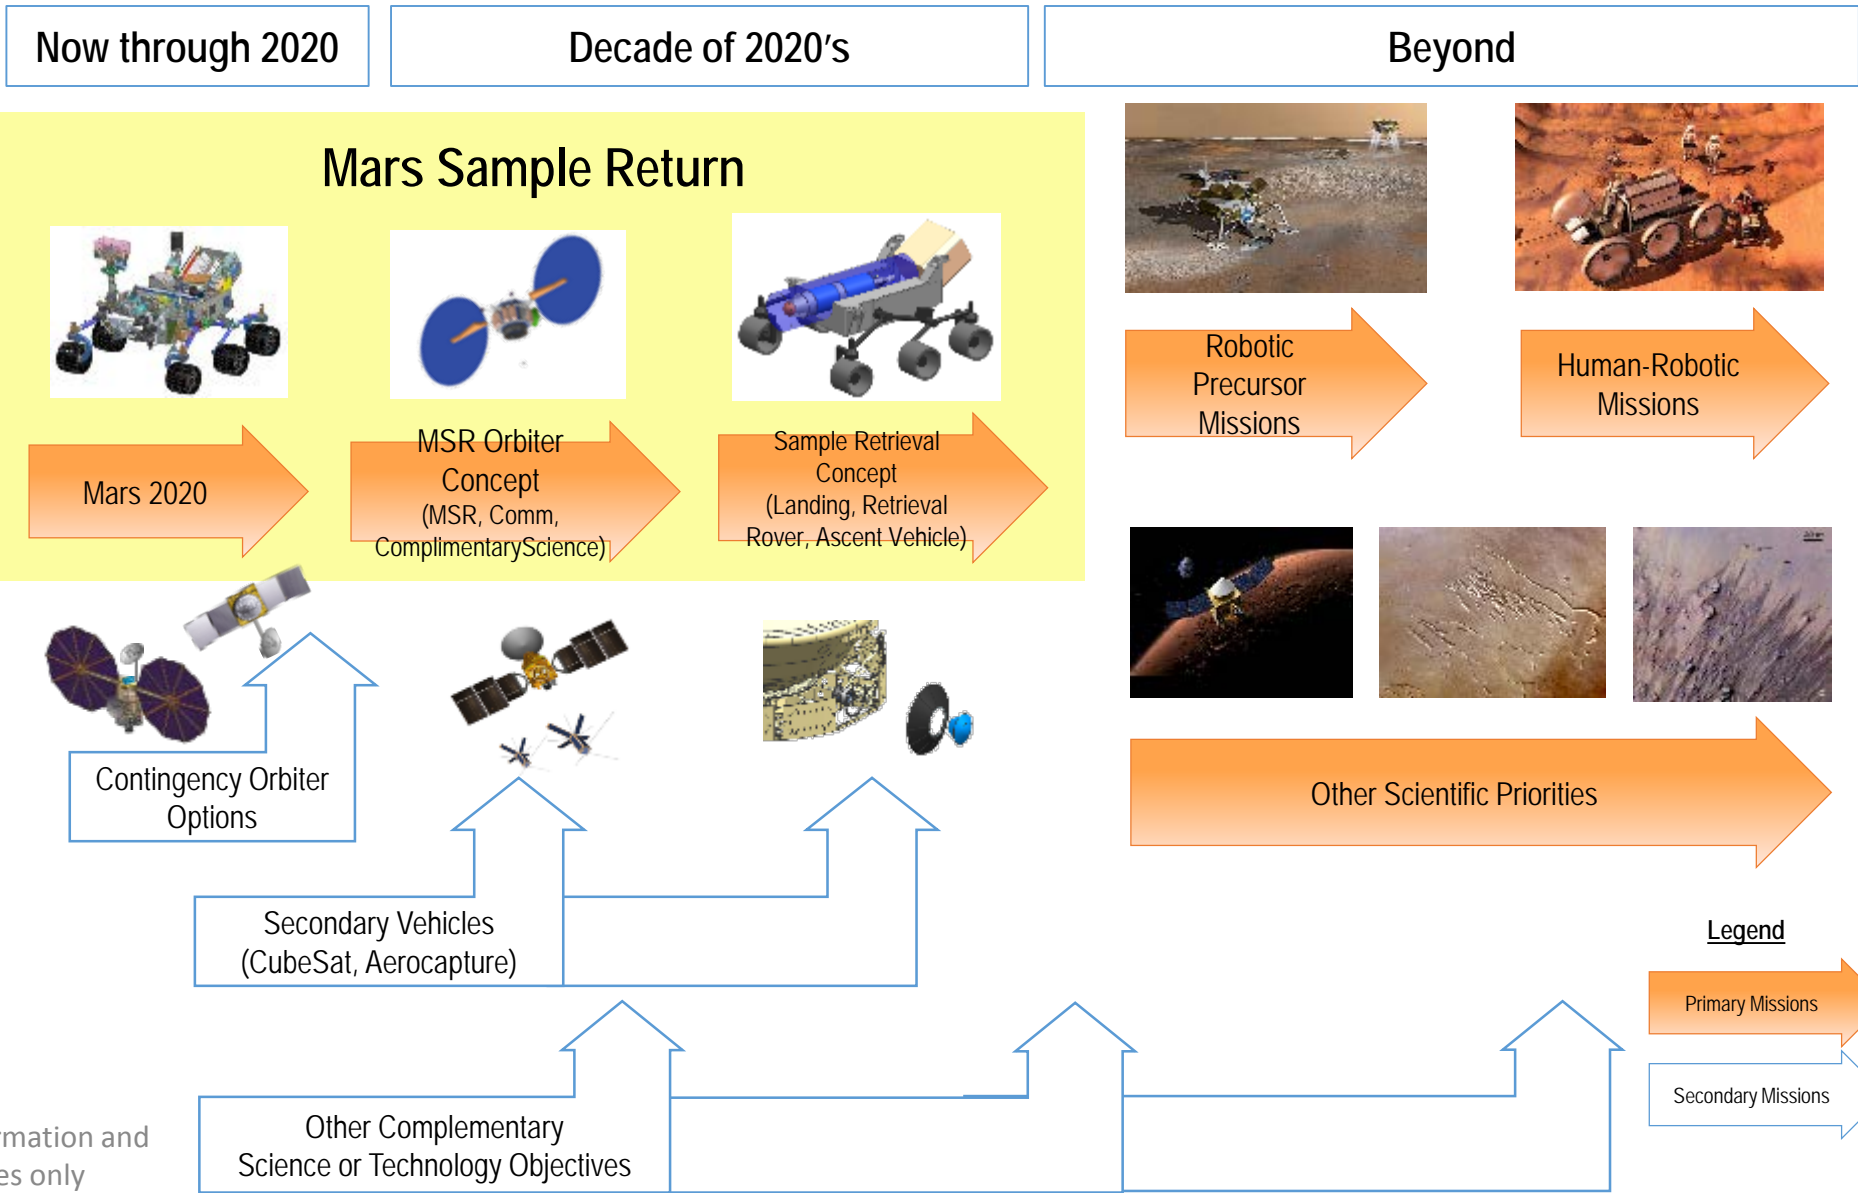 Now through 2020
Decade of 2020's
Beyond
Mars Sample Return
Mars 2020
MSR Orbiter
Concept
(MSR, Comm,
ComplimentaryScience)
Sample Retrieval
Concept
(Landing, Retrieval
Rover, Ascent Vehicle)
Robotic
Precursor
Missions
Human-Robotic
Missions
Contingency Orbiter
Options
Other Scientific Priorities
Secondary Vehicles
(CubeSat, Aerocapture)
Other Complementary
Science or Technology Objectives
Legend
Primary Missions
Secondary Missions
rmation and
es only